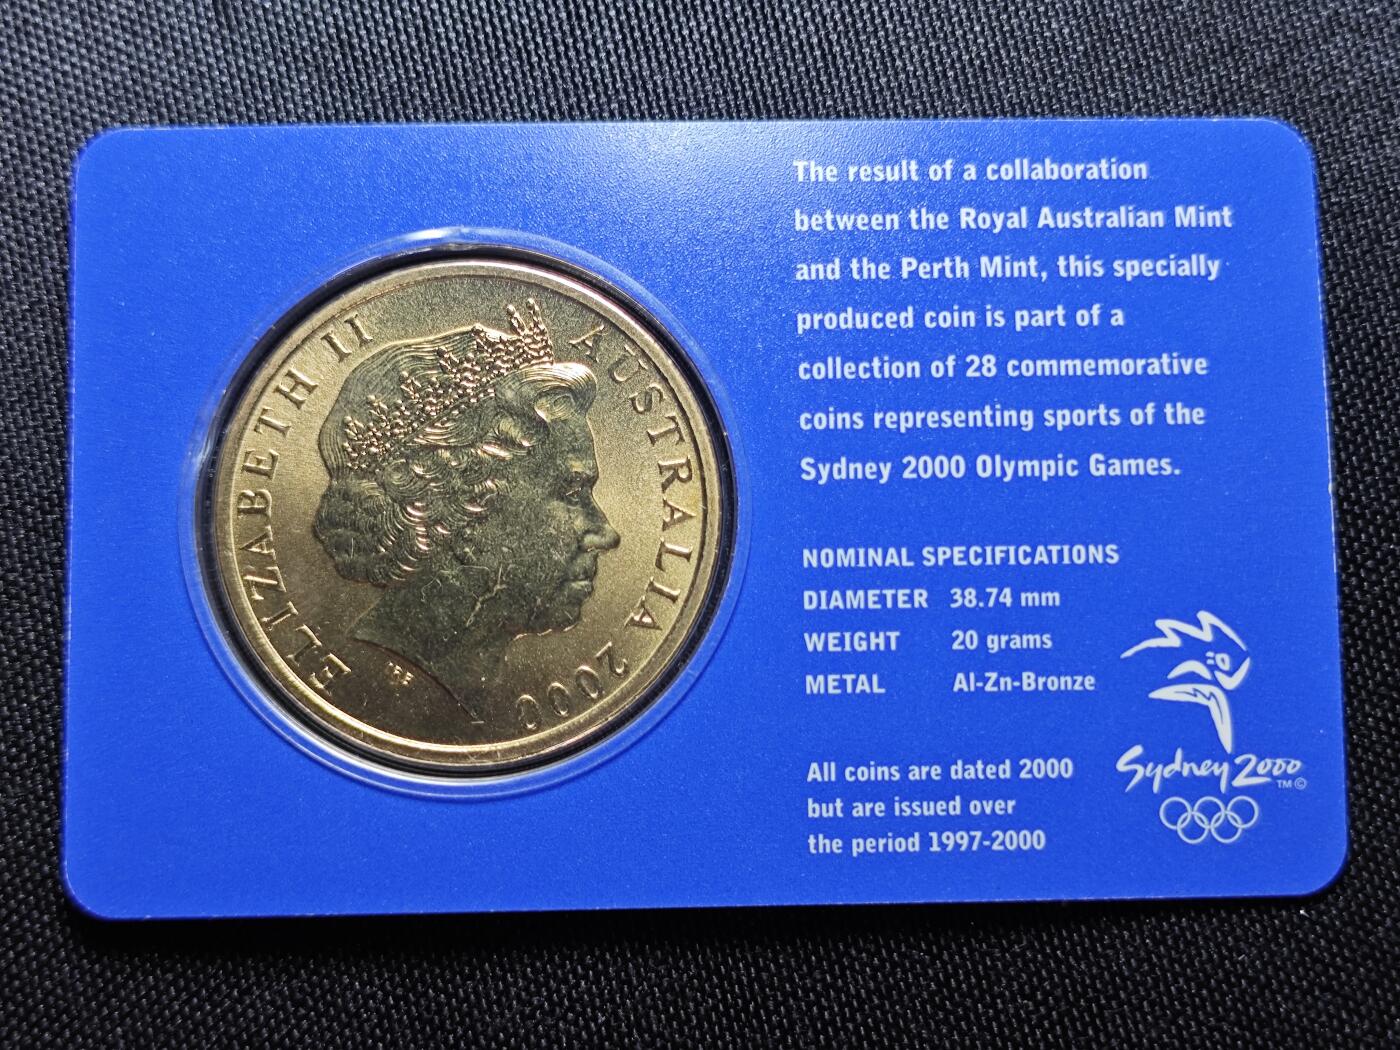 ELIZABETH II
AUSTRALIA 2000
IRB
The result of a collaboration
between the Royal Australian Mint
and the Perth Mint, this specially
produced coin is part of a
collection of 28 commemorative
coins representing sports of the
Sydney 2000 Olympic Games.
NOMINAL SPECIFICATIONS
DIAMETER 38.74 mm
WEIGHT 20 grams
METAL Al-Zn-Bronze
All coins are dated 2000
but are issued over
the period 1997-2000
Sydney 2000
TM ©